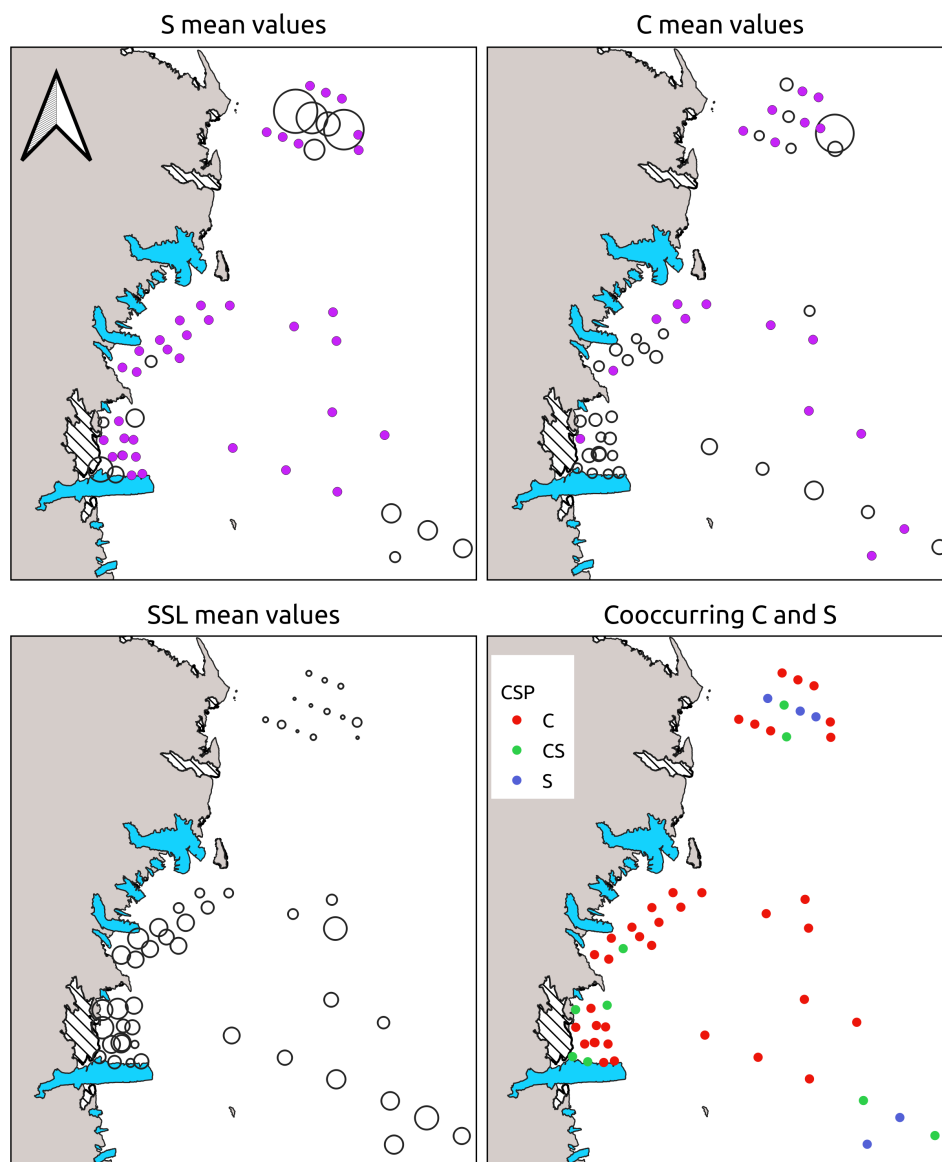 S mean values
C mean values
SSL mean values
Cooccurring C and S
CSP
C
CS
S